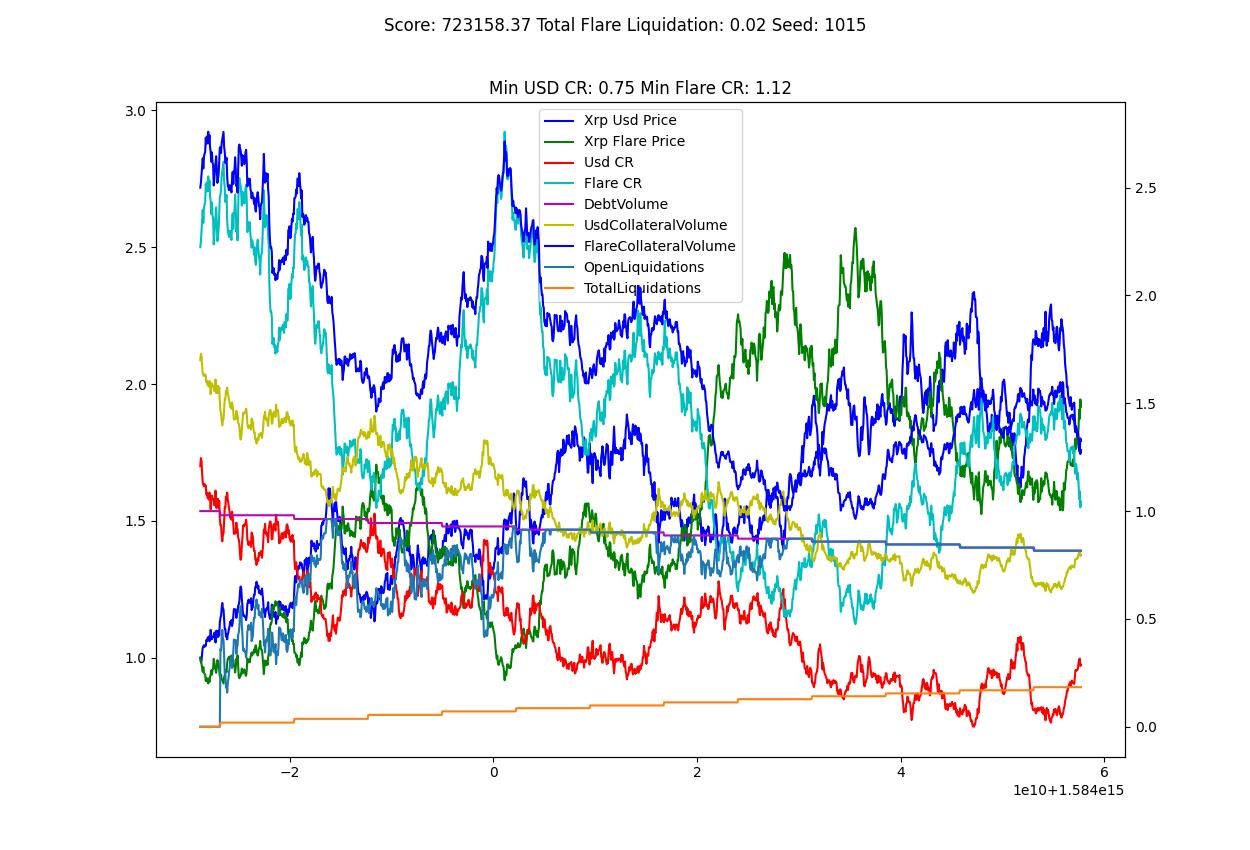 Score: 723158.37 Total Flare Liquidation: 0.02 Seed: 1015
Min USD CR: 0.75 Min Flare CR: 1.12
Xrp Usd Price
Xrp Flare Price
Usd CR
Flare CR
DebtVolume
UsdCollateralVolume
FlareCollateralVolume
OpenLiquidations
TotalLiquidations
3.0
2.5
2.0
1.5
1.0
2.5
2.0
1.5
1.0
0.5
0.0
−2 0 2 4 6
1e10+1.584e15